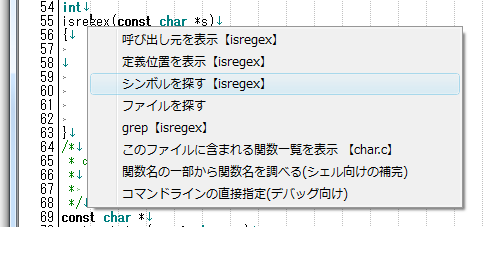 54 int↓
55 isregex(const char *s)
56 {↓
57
58
59
60
61
62
63 }↓
64 /*↓
65 * c
66 *↓
67 *
68 */↓
69 const char *↓
70
呼び出し元を表示【isregex】
定義位置を表示【isregex】
シンボルを探す【isregex】
ファイルを探す
grep【isregex】
このファイルに含まれる関数一覧を表示 【char.c】
関数名の一部から関数名を調べる(シェル向けの補完)
コマンドラインの直接指定(デバッグ向け)